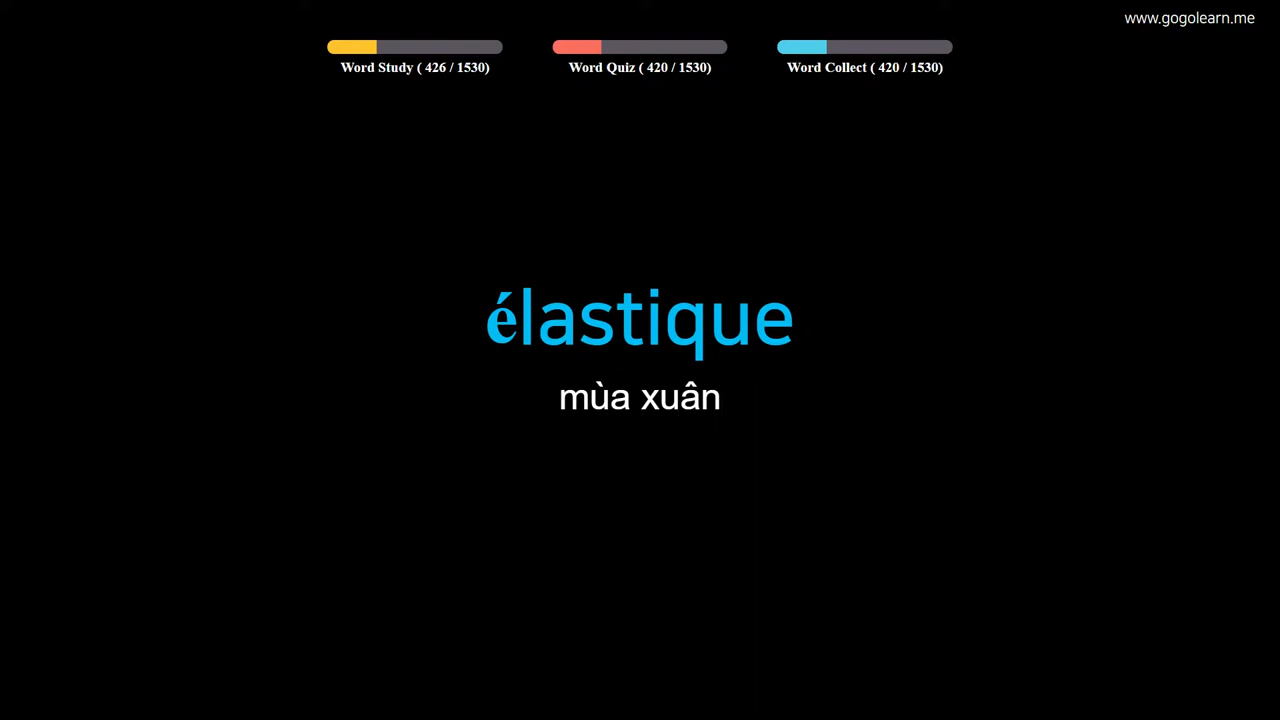 www.gogolearn.me
Word Study ( 426 / 1530)
Word Quiz ( 420 / 1530)
Word Collect ( 420 / 1530)
élastique
mùa xuân